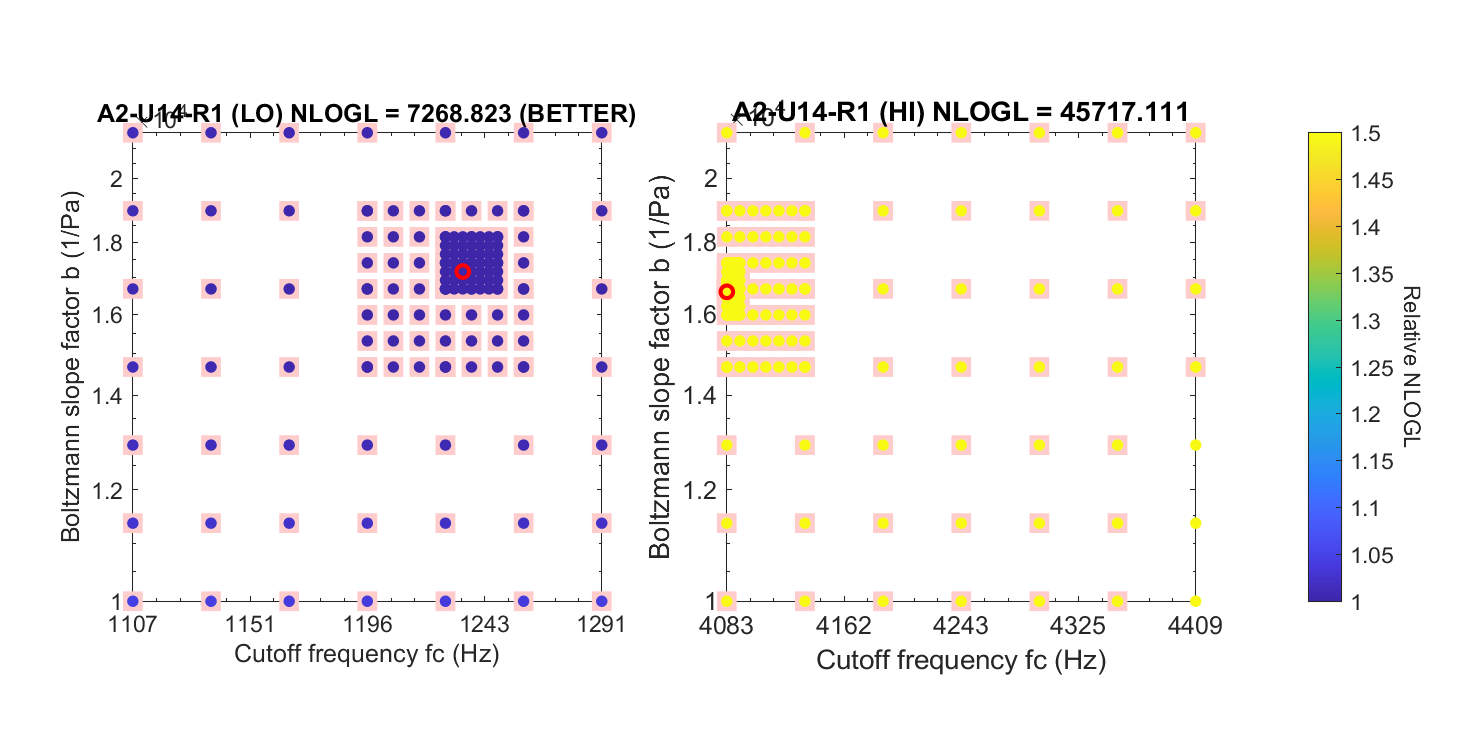 A2-U14-R1 (LO) NLOGL = 7268.823 (BETTER)
×10⁴
2
1.8
1.6
1.4
1.2
1
Boltzmann slope factor b (1/Pa)
1107 1151 1196 1243 1291
Cutoff frequency fc (Hz)
A2-U14-R1 (HI) NLOGL = 45717.111
×10⁴
2
1.8
1.6
1.4
1.2
1
Boltzmann slope factor b (1/Pa)
4083 4162 4243 4325 4409
Cutoff frequency fc (Hz)
1.5
1.45
1.4
1.35
1.3
1.25
1.2
1.15
1.1
1.05
1
Relative NLOGL